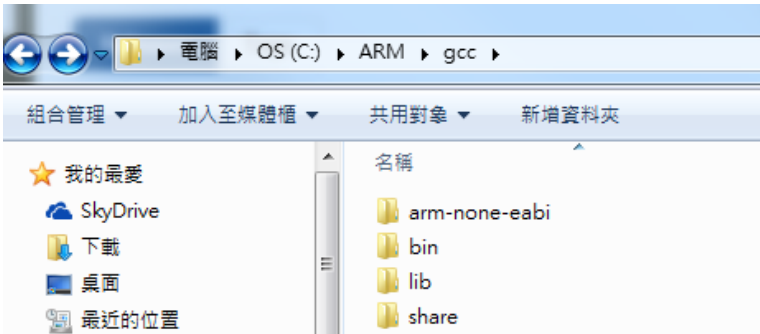 電腦 OS (C:) ARM gcc
組合管理 加入至媒體櫃 共用對象 新增資料夾
我的最愛
SkyDrive
下載
桌面
最近的位置
名稱
arm-none-eabi
bin
lib
share